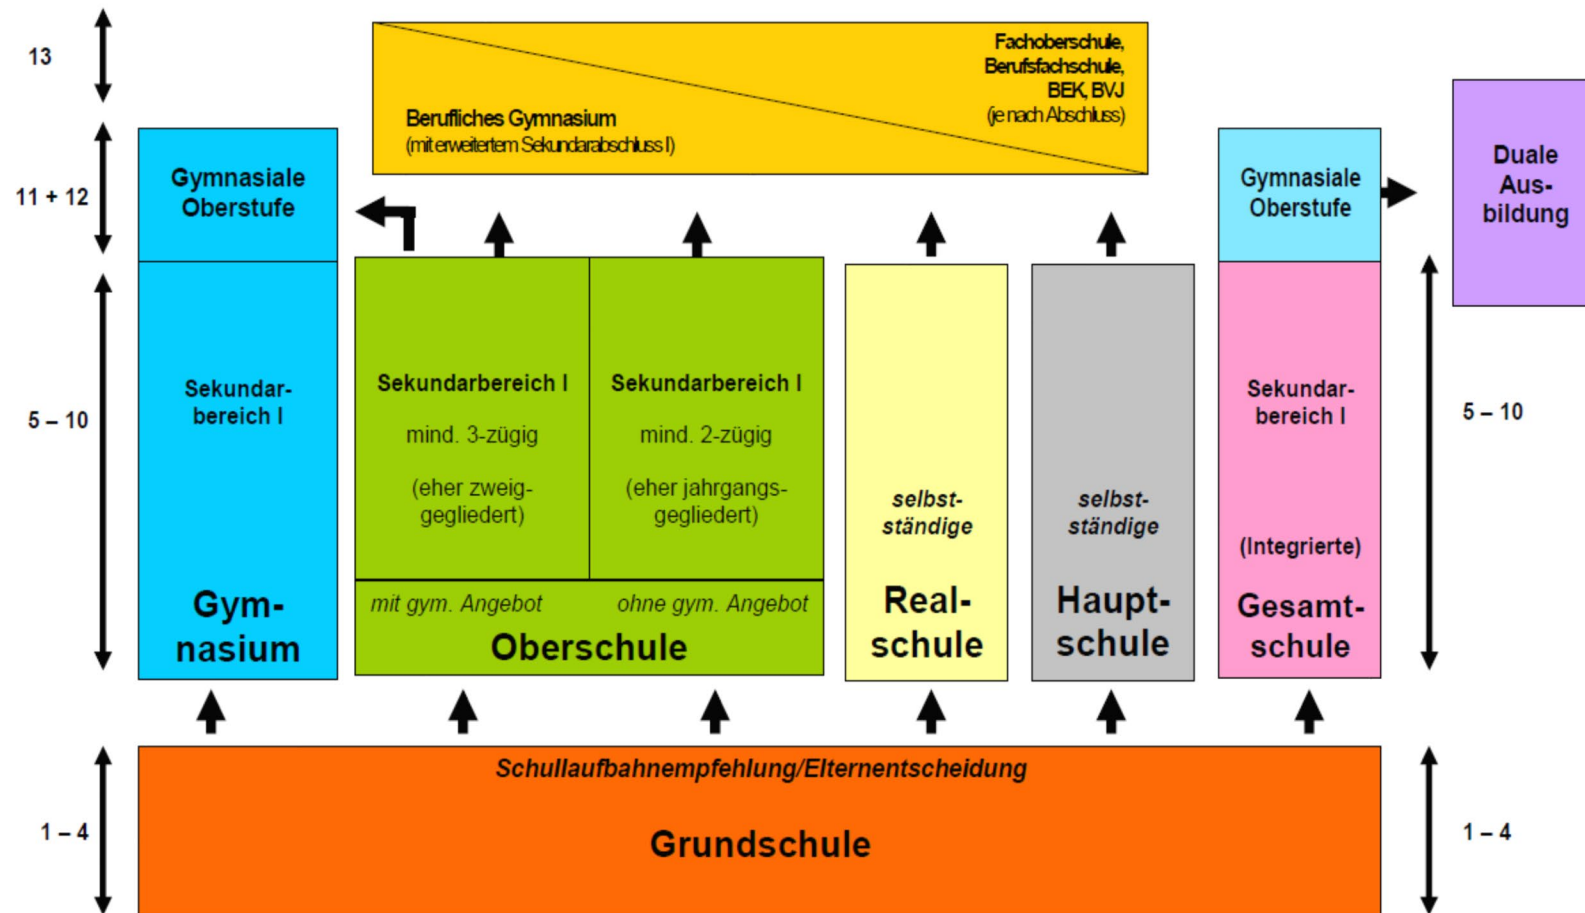 13
11 + 12
5 – 10
1 – 4
Fachoberschule,
Berufsfachschule,
BEK, BVJ
(je nach Abschluss)
Berufliches Gymnasium
(mit erweitertem Sekundarabschluss I)
Gymnasiale
Oberstufe
Sekundar-
bereich I
Gym-
nasium
Sekundarbereich I
mind. 3-zügig
(eher zweig-
gegliedert)
mit gym. Angebot
Sekundarbereich I
mind. 2-zügig
(eher jahrgangs-
gegliedert)
ohne gym. Angebot
Oberschule
selbst-
ständige
Real-
schule
selbst-
ständige
Haupt-
schule
Gymnasiale
Oberstufe
Sekundar-
bereich I
(Integrierte)
Gesamt-
schule
Duale
Aus-
bildung
5 – 10
1 – 4
Schullaufbahnempfehlung/Elternentscheidung
Grundschule